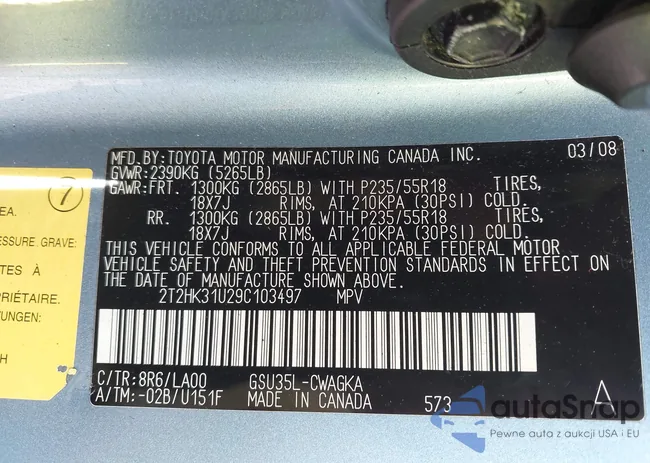 MFD. BY: TOYOTA MOTOR MANUFACTURING CANADA INC. 03/08
GVWR: 2390KG (5265LB)
GAWR: FRT. 1300KG (2865LB) WITH P235/55R18 TIRES,
18X7J RIMS, AT 210KPA (30PSI) COLD.
RR. 1300KG (2865LB) WITH P235/55R18 TIRES,
18X7J RIMS, AT 210KPA (30PSI) COLD.
THIS VEHICLE CONFORMS TO ALL APPLICABLE FEDERAL MOTOR
VEHICLE SAFETY AND THEFT PREVENTION STANDARDS IN EFFECT ON THE
DATE OF MANUFACTURE SHOWN ABOVE.
2T2HK31U29C103497 MPV
C/TR: 8R6/LA00 GSU35L-CWAGKA
A/TM: -02B/U151F MADE IN CANADA 573 A
7
EA.
ESSURE GRAVE:
TES À
PRIÉTAIRE.
WUNGEN:
H
autoSnap
Pewne auta z aukcji USA i EU